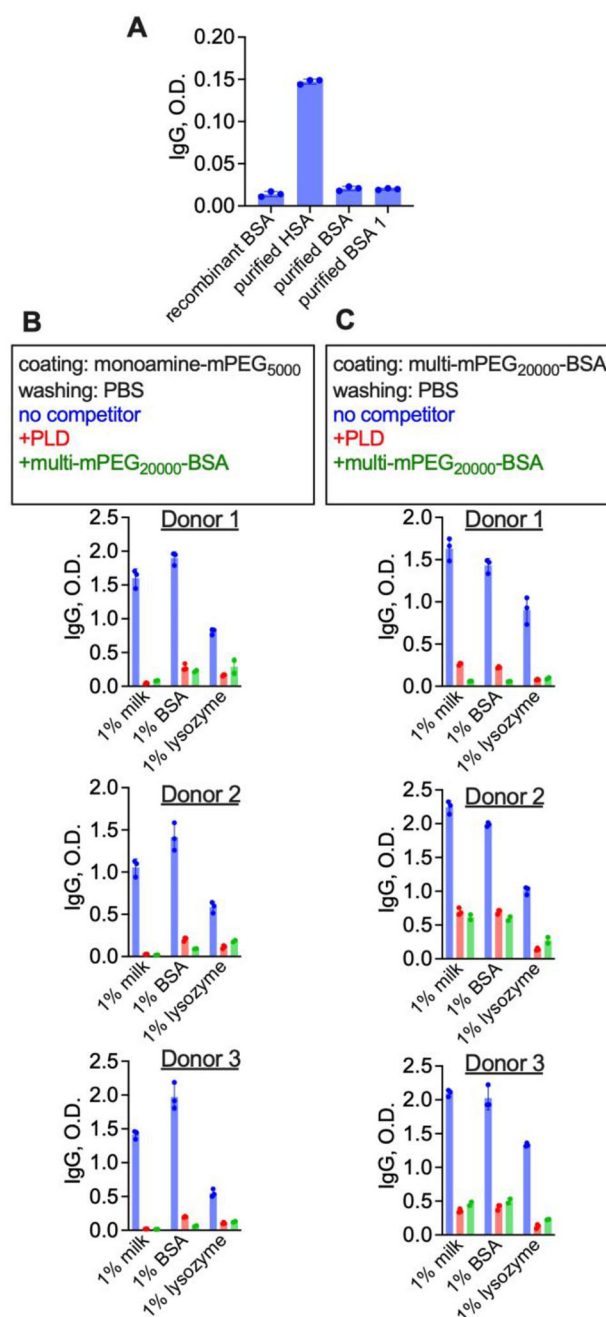 A
IgG, O.D.
0.20
0.15
0.10
0.05
0.00
recombinant BSA
purified HSA
purified BSA
purified BSA 1
B
coating: monoamine-mPEG5000
washing: PBS
no competitor
+PLD
+multi-mPEG20000-BSA
Donor 1
IgG, O.D.
2.5
2.0
1.5
1.0
0.5
0.0
1% milk
1% BSA
1% lysozyme
Donor 2
IgG, O.D.
2.0
1.5
1.0
0.5
0.0
1% milk
1% BSA
1% lysozyme
Donor 3
IgG, O.D.
2.5
2.0
1.5
1.0
0.5
0.0
1% milk
1% BSA
1% lysozyme
C
coating: multi-mPEG20000-BSA
washing: PBS
no competitor
+PLD
+multi-mPEG20000-BSA
Donor 1
IgG, O.D.
2.0
1.5
1.0
0.5
0.0
1% milk
1% BSA
1% lysozyme
Donor 2
IgG, O.D.
2.5
2.0
1.5
1.0
0.5
0.0
1% milk
1% BSA
1% lysozyme
Donor 3
IgG, O.D.
2.5
2.0
1.5
1.0
0.5
0.0
1% milk
1% BSA
1% lysozyme